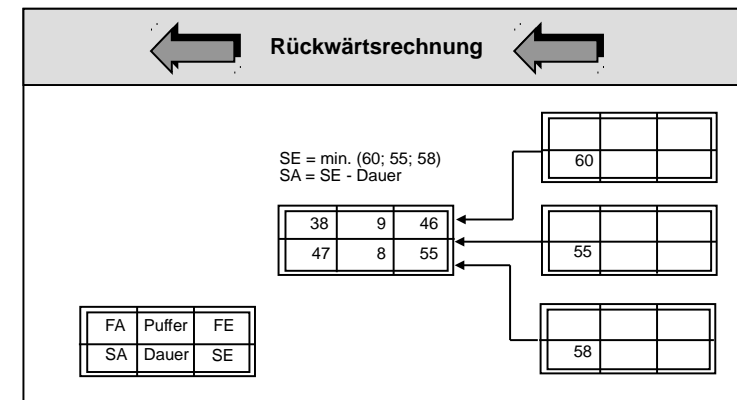 Rückwärtsrechnung
SE = min. (60; 55; 58)
SA = SE - Dauer
60
38 9 46
47 8 55
55
FA Puffer FE
SA Dauer SE
58